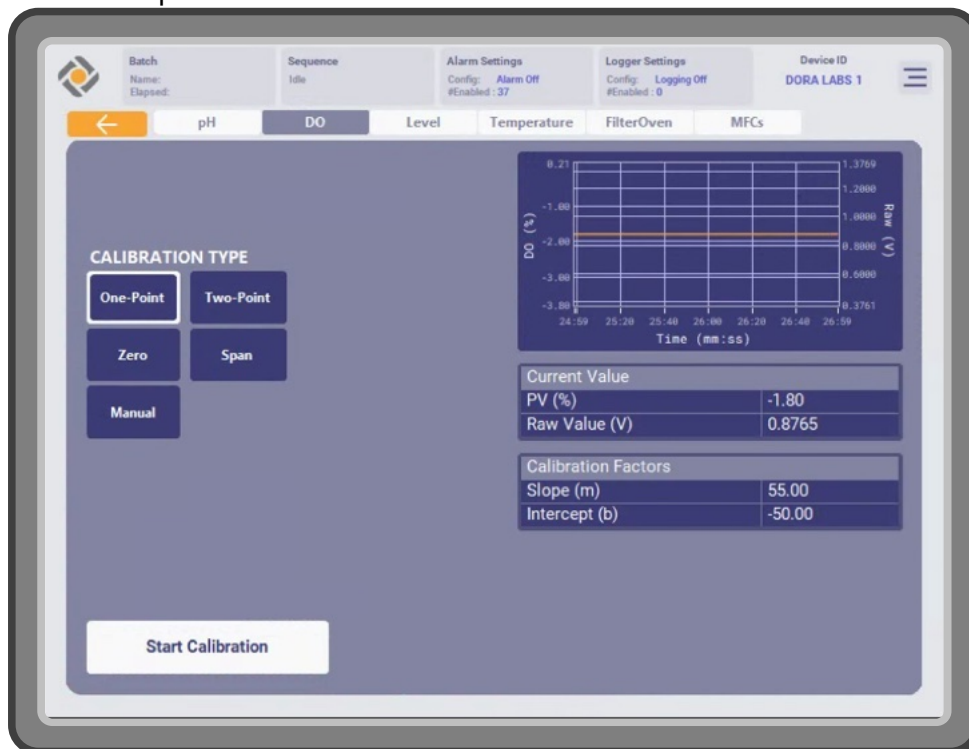 Batch
Name:
Elapsed:
Sequence
Idle
Alarm Settings
Config: Alarm Off
#Enabled : 37
Logger Settings
Config: Logging Off
#Enabled : 0
Device ID
DORA LABS 1
pH DO Level Temperature FilterOven MFCs
CALIBRATION TYPE
One-Point Two-Point
Zero Span
Manual
Start Calibration
DO (%)
0.21
-1.00
-2.00
-3.00
-3.80
1.3769
1.2000
1.0000
0.8000
0.6000
0.3761
Raw (V)
24:59 25:20 25:40 26:00 26:20 26:40 26:59
Time (mm:ss)
Current Value
PV (%) -1.80
Raw Value (V) 0.8765
Calibration Factors
Slope (m) 55.00
Intercept (b) -50.00